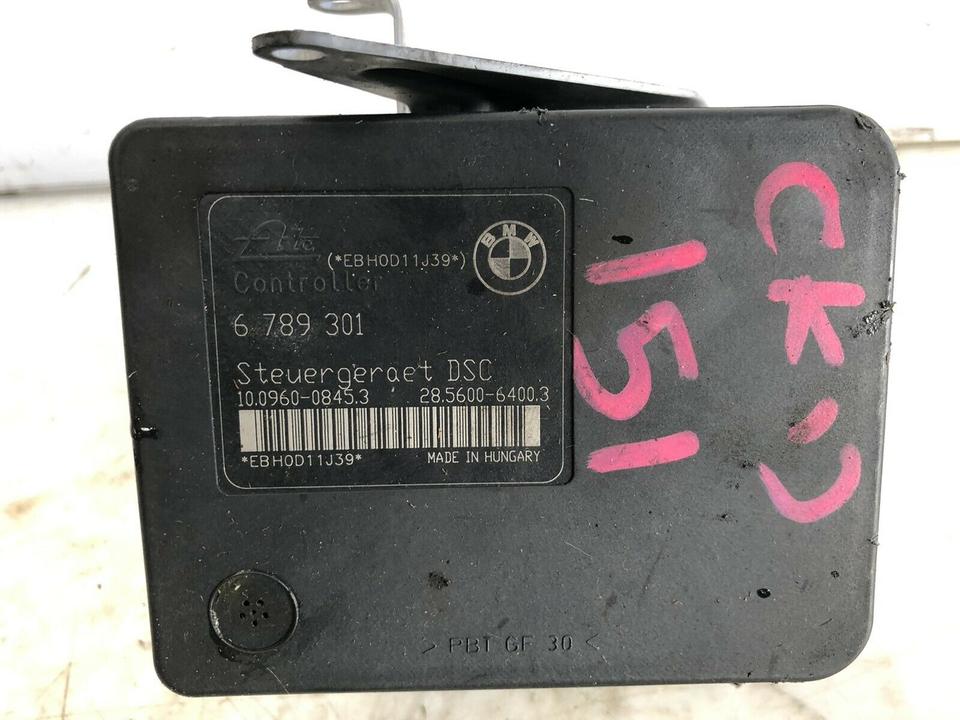 Ate
(*EBH0D11J39*)
BMW
Controller
6 789 301
Steuergeraet DSC
10.0960-0845.3 28.5600-6400.3
*EBH0D11J39*
MADE IN HUNGARY
151
> PBT GF 30 <